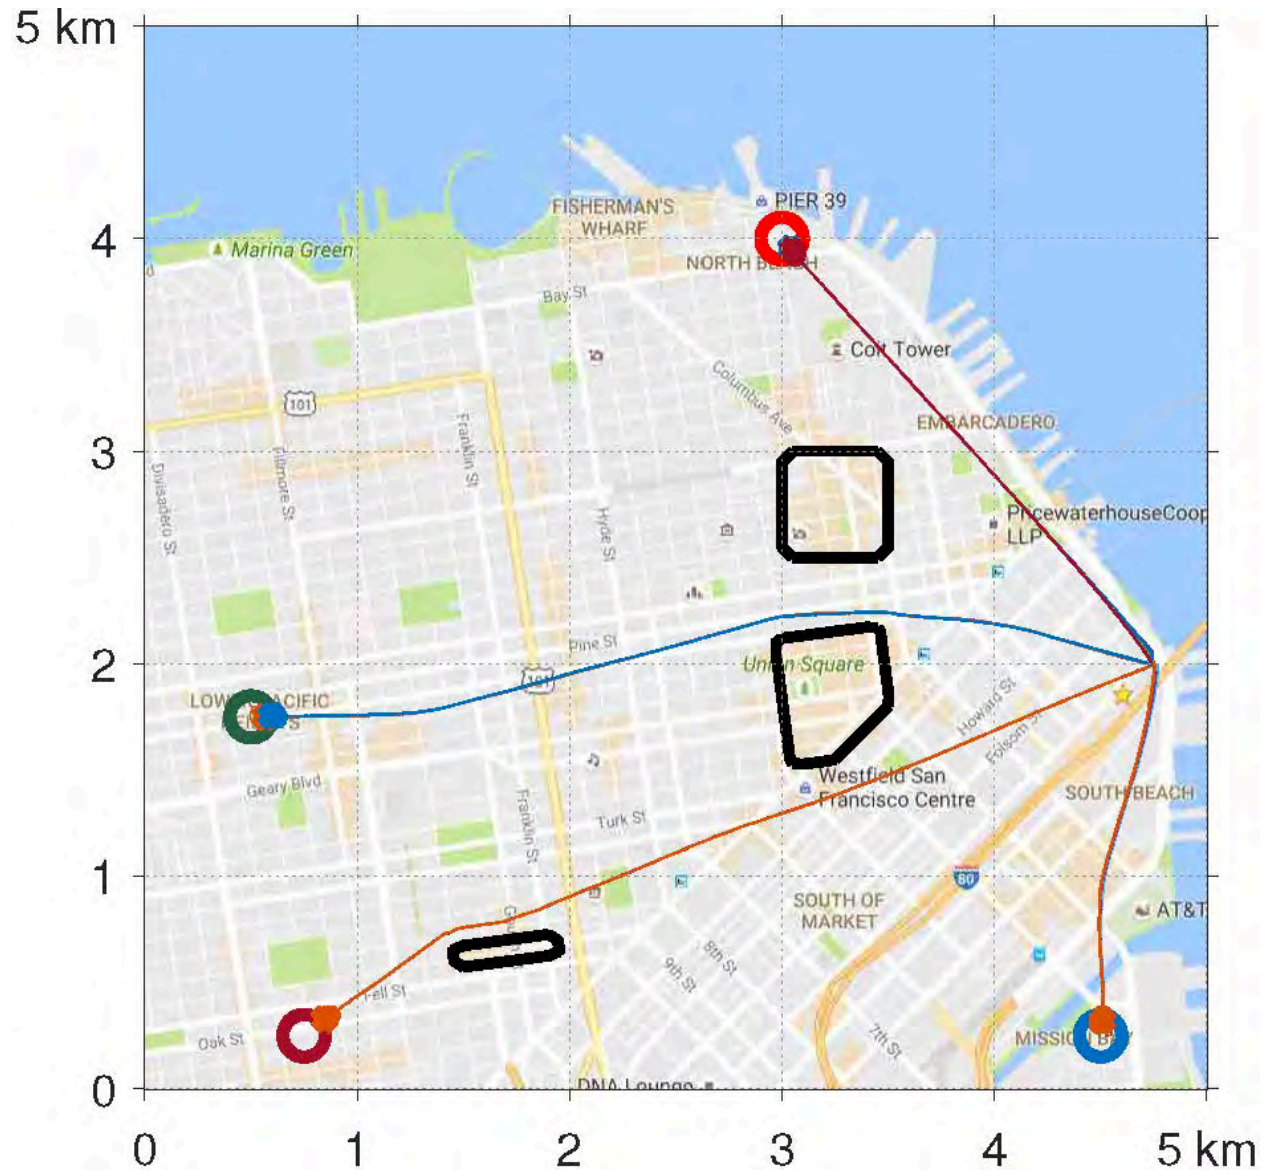 5 km
PIER 39
FISHERMAN'S
WHARF
4
Marina Green
NORTH BEACH
Bay St
Coit Tower
Columbus Ave
101
EMBARCADERO
Franklin St
3
Fillmore St
Divisadero St
Hyde St
PricewaterhouseCoop
LLP
Pine St
2
Union Square
101
Howard St
Folsom St
Geary Blvd
Westfield San
Francisco Centre
SOUTH BEACH
Franklin St
Turk St
1
80
SOUTH OF
MARKET
AT&T
Gough
8th St
9th St
Fell St
Oak St
7th St
MISSION BAY
0
DNA Lounge
0
1
2
3
4
5 km